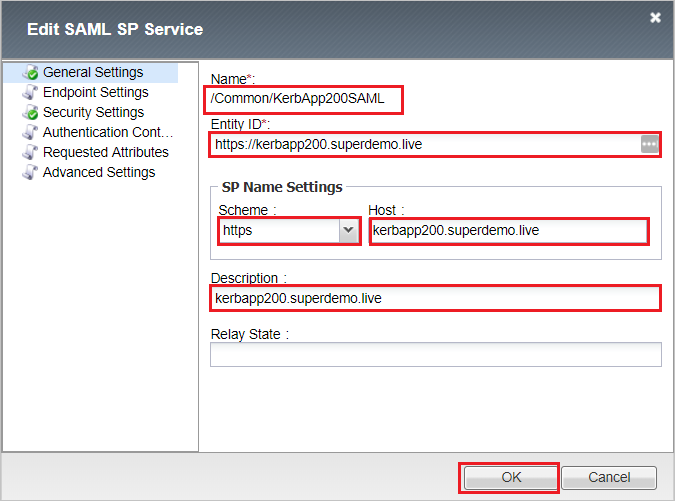 Edit SAML SP Service
General Settings
Endpoint Settings
Security Settings
Authentication Cont...
Requested Attributes
Advanced Settings
Name*:
/Common/KerbApp200SAML
Entity ID*:
https://kerbapp200.superdemo.live
SP Name Settings
Scheme : Host :
https kerbapp200.superdemo.live
Description :
kerbapp200.superdemo.live
Relay State :
OK Cancel